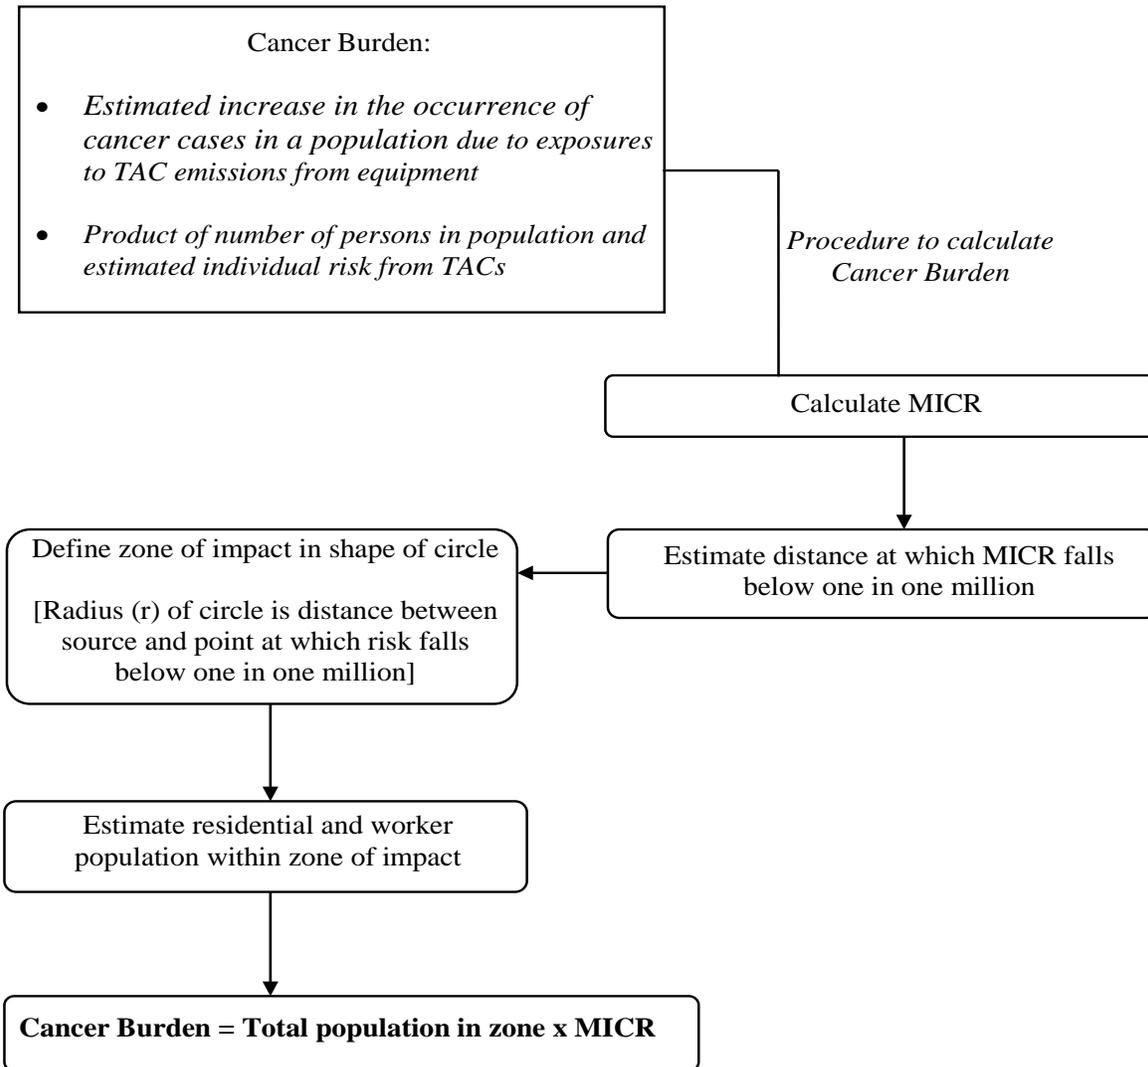 Cancer Burden:
• Estimated increase in the occurrence of
cancer cases in a population due to exposures
to TAC emissions from equipment
• Product of number of persons in population and
estimated individual risk from TACs
Procedure to calculate
Cancer Burden
Calculate MICR
Estimate distance at which MICR falls
below one in one million
Define zone of impact in shape of circle
[Radius (r) of circle is distance between
source and point at which risk falls
below one in one million]
Estimate residential and worker
population within zone of impact
Cancer Burden = Total population in zone x MICR